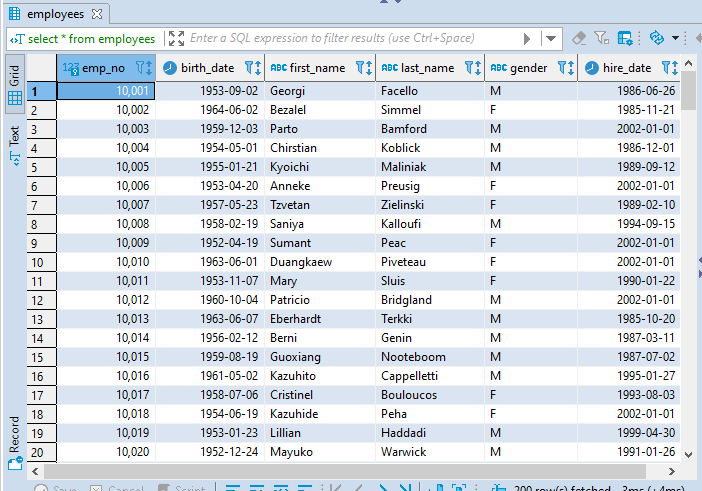 employees
select * from employees Enter a SQL expression to filter results (use Ctrl+Space)
Grid
Text
Record
123 emp_no birth_date ABC first_name ABC last_name ABC gender hire_date
1 10,001 1953-09-02 Georgi Facello M 1986-06-26
2 10,002 1964-06-02 Bezalel Simmel F 1985-11-21
3 10,003 1959-12-03 Parto Bamford M 2002-01-01
4 10,004 1954-05-01 Chirstian Koblick M 1986-12-01
5 10,005 1955-01-21 Kyoichi Maliniak M 1989-09-12
6 10,006 1953-04-20 Anneke Preusig F 2002-01-01
7 10,007 1957-05-23 Tzvetan Zielinski F 1989-02-10
8 10,008 1958-02-19 Saniya Kalloufi M 1994-09-15
9 10,009 1952-04-19 Sumant Peac F 2002-01-01
10 10,010 1963-06-01 Duangkaew Piveteau F 2002-01-01
11 10,011 1953-11-07 Mary Sluis F 1990-01-22
12 10,012 1960-10-04 Patricio Bridgland M 2002-01-01
13 10,013 1963-06-07 Eberhardt Terkki M 1985-10-20
14 10,014 1956-02-12 Berni Genin M 1987-03-11
15 10,015 1959-08-19 Guoxiang Nooteboom M 1987-07-02
16 10,016 1961-05-02 Kazuhito Cappelletti M 1995-01-27
17 10,017 1958-07-06 Cristinel Bouloucos F 1993-08-03
18 10,018 1954-06-19 Kazuhide Peha F 2002-01-01
19 10,019 1953-01-23 Lillian Haddadi M 1999-04-30
20 10,020 1952-12-24 Mayuko Warwick M 1991-01-26
Save Cancel Script 200 row(s) fetched - 3ms (+4ms)